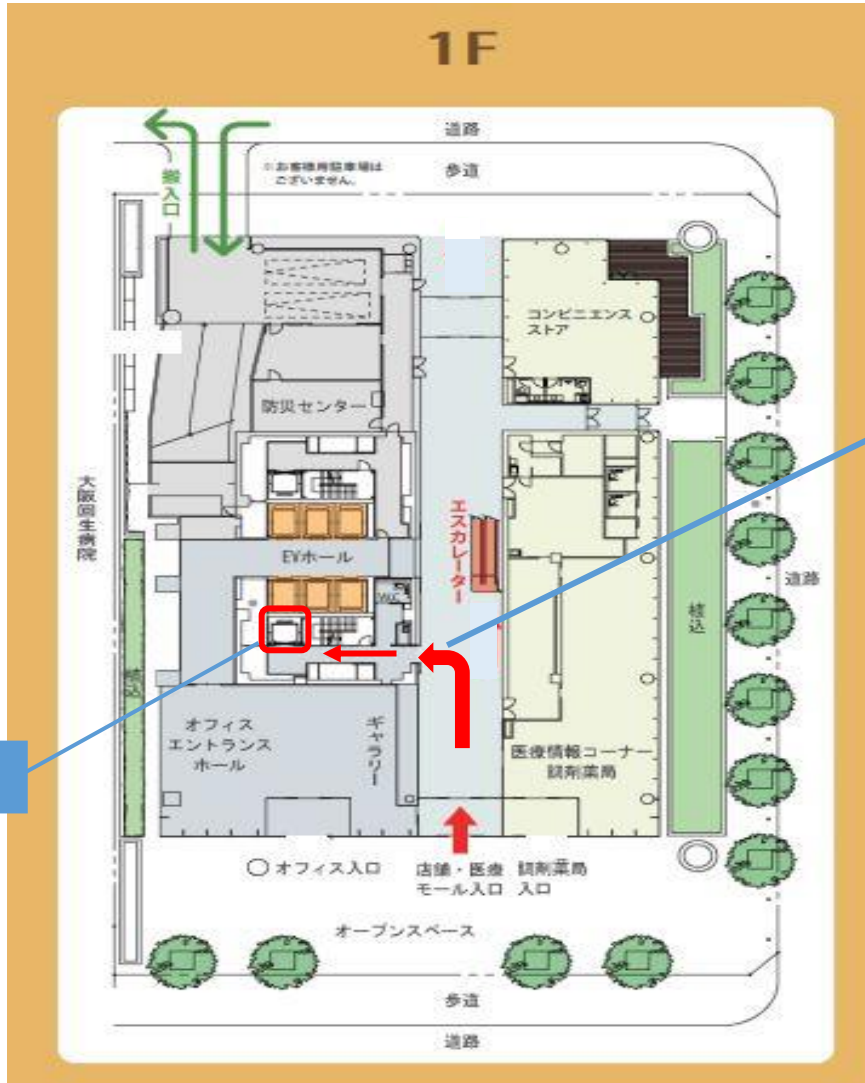 1F
道路
歩道
※お客様用駐車場は
ございません。
搬入口
コンビニエンス
ストア
防災センター
大阪回生病院
エスカレーター
EVホール
道路
植込
植込
オフィス
エントランス
ホール
ギャラリー
医療情報コーナー
調剤薬局
オフィス入口
店舗・医療
モール入口
調剤薬局
入口
オープンスペース
歩道
道路